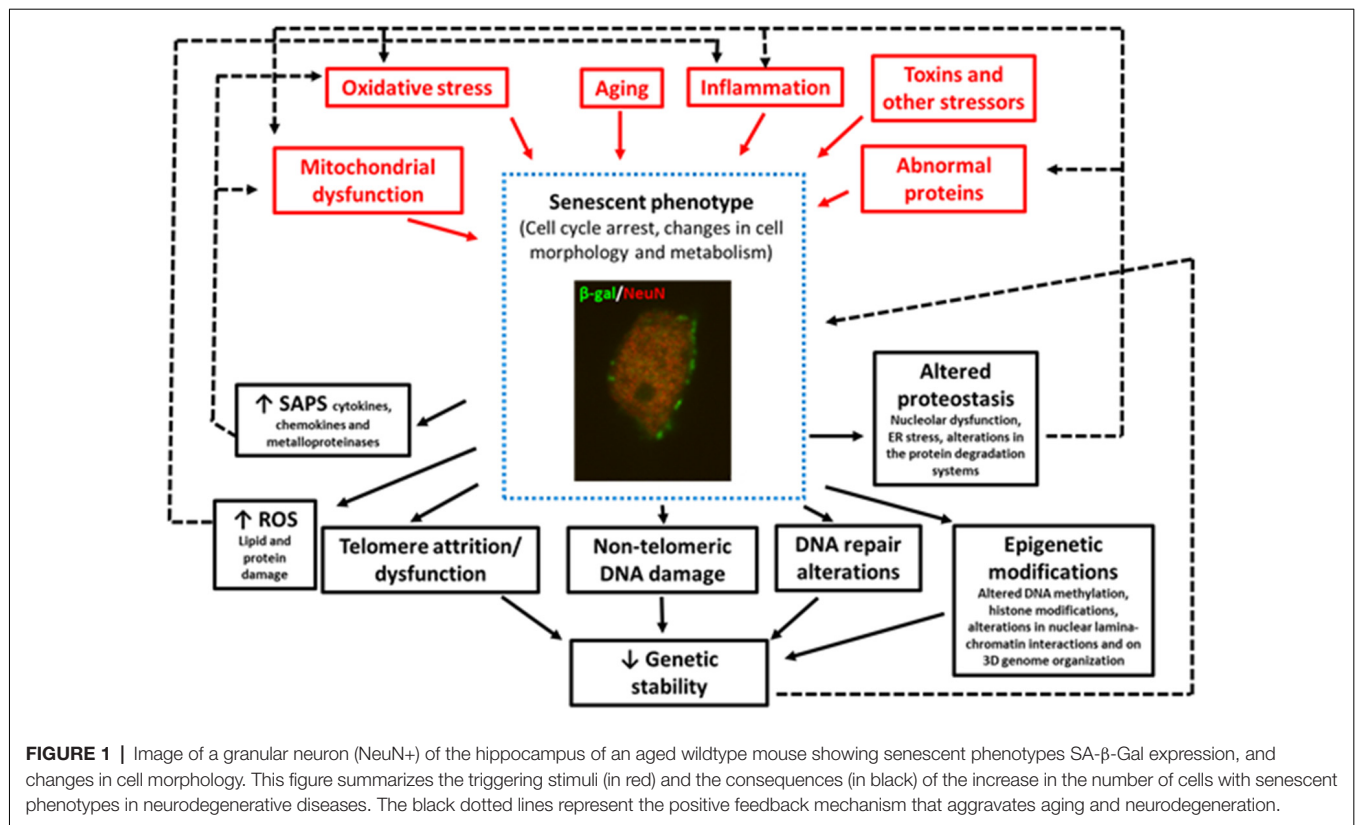 Oxidative stress
Aging
Inflammation
Toxins and
other stressors
Mitochondrial
dysfunction
Abnormal
proteins
Senescent phenotype
(Cell cycle arrest, changes in cell
morphology and metabolism)
β-gal/NeuN
↑ SAPS cytokines,
chemokines and
metalloproteinases
Altered
proteostasis
Nucleolar dysfunction,
ER stress, alterations in
the protein degradation
systems
↑ ROS
Lipid and
protein
damage
Telomere attrition/
dysfunction
Non-telomeric
DNA damage
DNA repair
alterations
Epigenetic
modifications
Altered DNA methylation,
histone modifications,
alterations in nuclear lamina-
chromatin interactions and on
3D genome organization
↓ Genetic
stability
FIGURE 1 | Image of a granular neuron (NeuN+) of the hippocampus of an aged wildtype mouse showing senescent phenotypes SA-β-Gal expression, and
changes in cell morphology. This figure summarizes the triggering stimuli (in red) and the consequences (in black) of the increase in the number of cells with senescent
phenotypes in neurodegenerative diseases. The black dotted lines represent the positive feedback mechanism that aggravates aging and neurodegeneration.